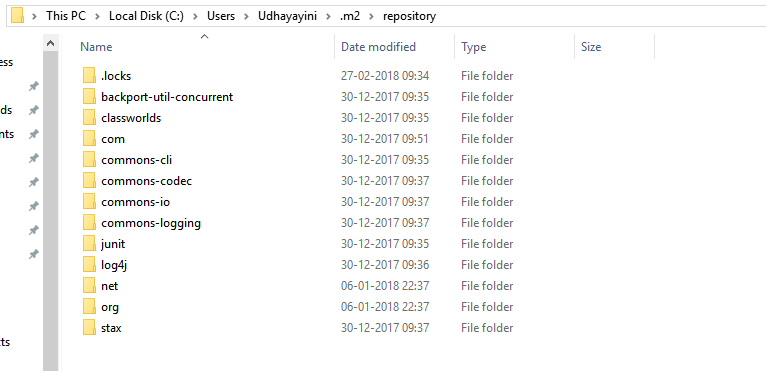 This PC > Local Disk (C:) > Users > Udhayayini > .m2 > repository
Name Date modified Type Size
ess
.locks 27-02-2018 09:34 File folder
backport-util-concurrent 30-12-2017 09:35 File folder
ds
classworlds 30-12-2017 09:35 File folder
nts
com 30-12-2017 09:51 File folder
commons-cli 30-12-2017 09:35 File folder
commons-codec 30-12-2017 09:37 File folder
commons-io 30-12-2017 09:37 File folder
commons-logging 30-12-2017 09:37 File folder
junit 30-12-2017 09:35 File folder
log4j 30-12-2017 09:36 File folder
net 06-01-2018 22:37 File folder
org 06-01-2018 22:37 File folder
stax 30-12-2017 09:37 File folder
ts